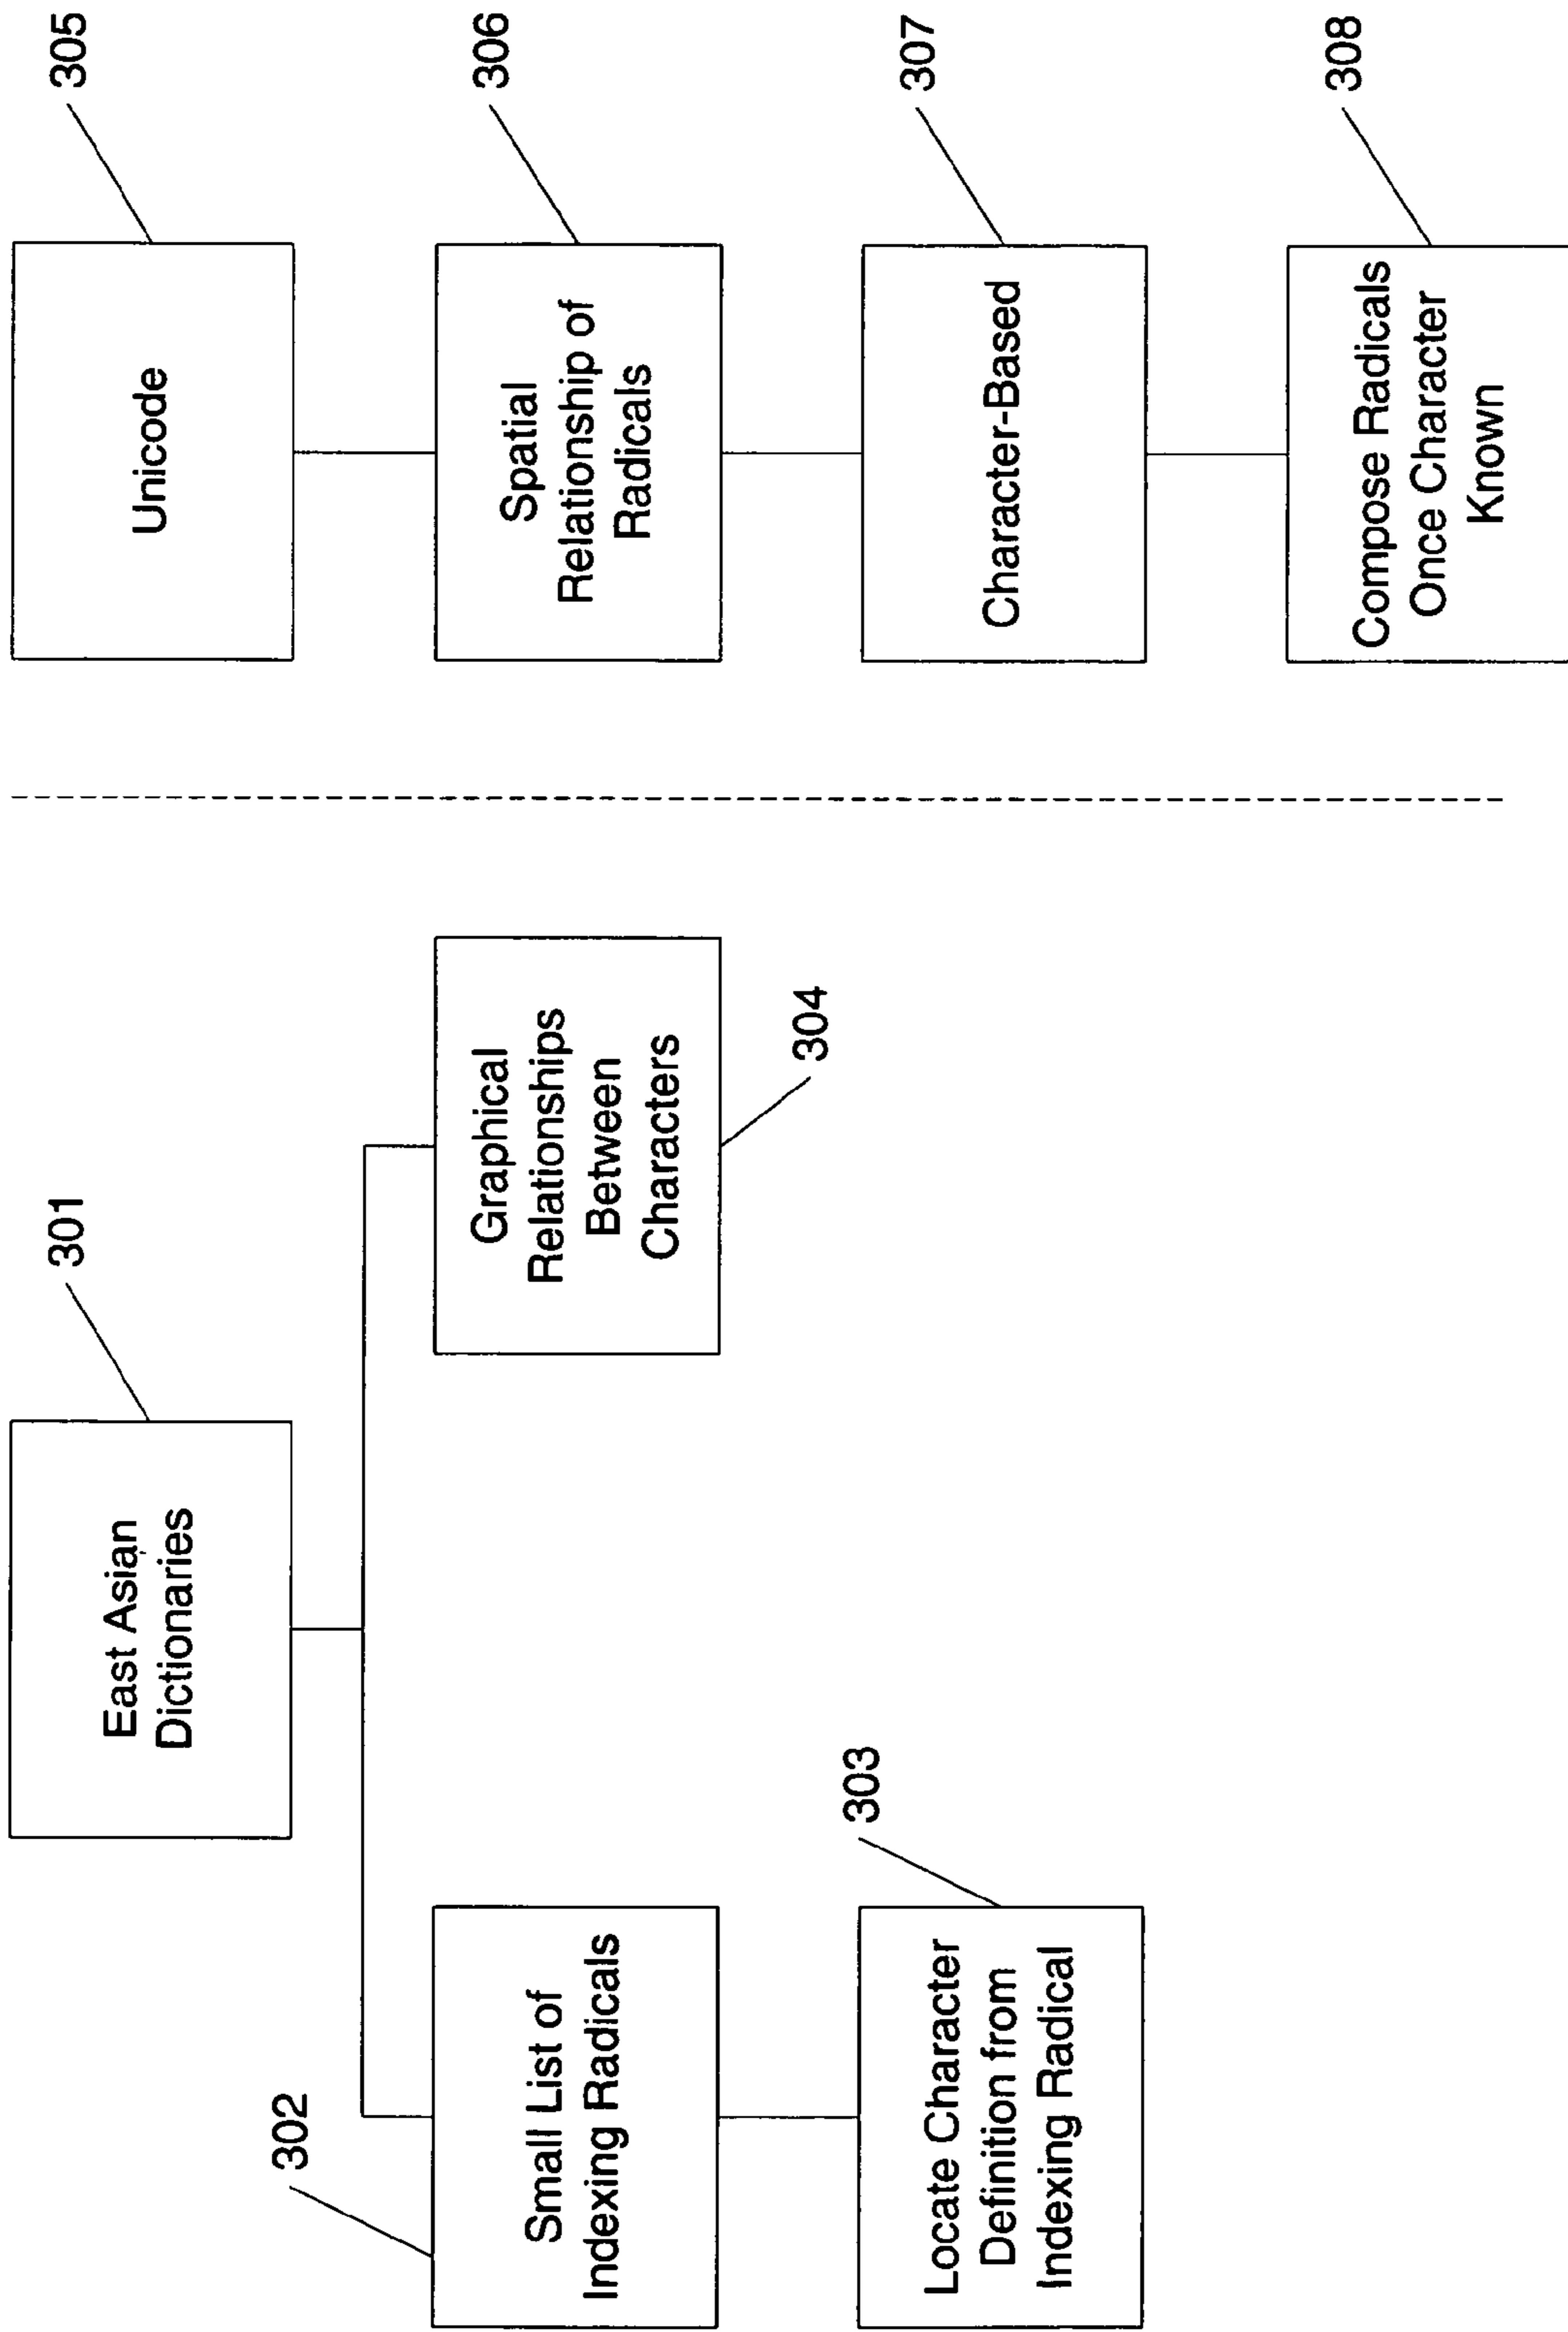 301
East Asian
Dictionaries
302
Small List of
Indexing Radicals
303
Locate Character
Definition from
Indexing Radical
Graphical
Relationships
Between
Characters
304
305
Unicode
306
Spatial
Relationship of
Radicals
307
Character-Based
308
Compose Radicals
Once Character
Known